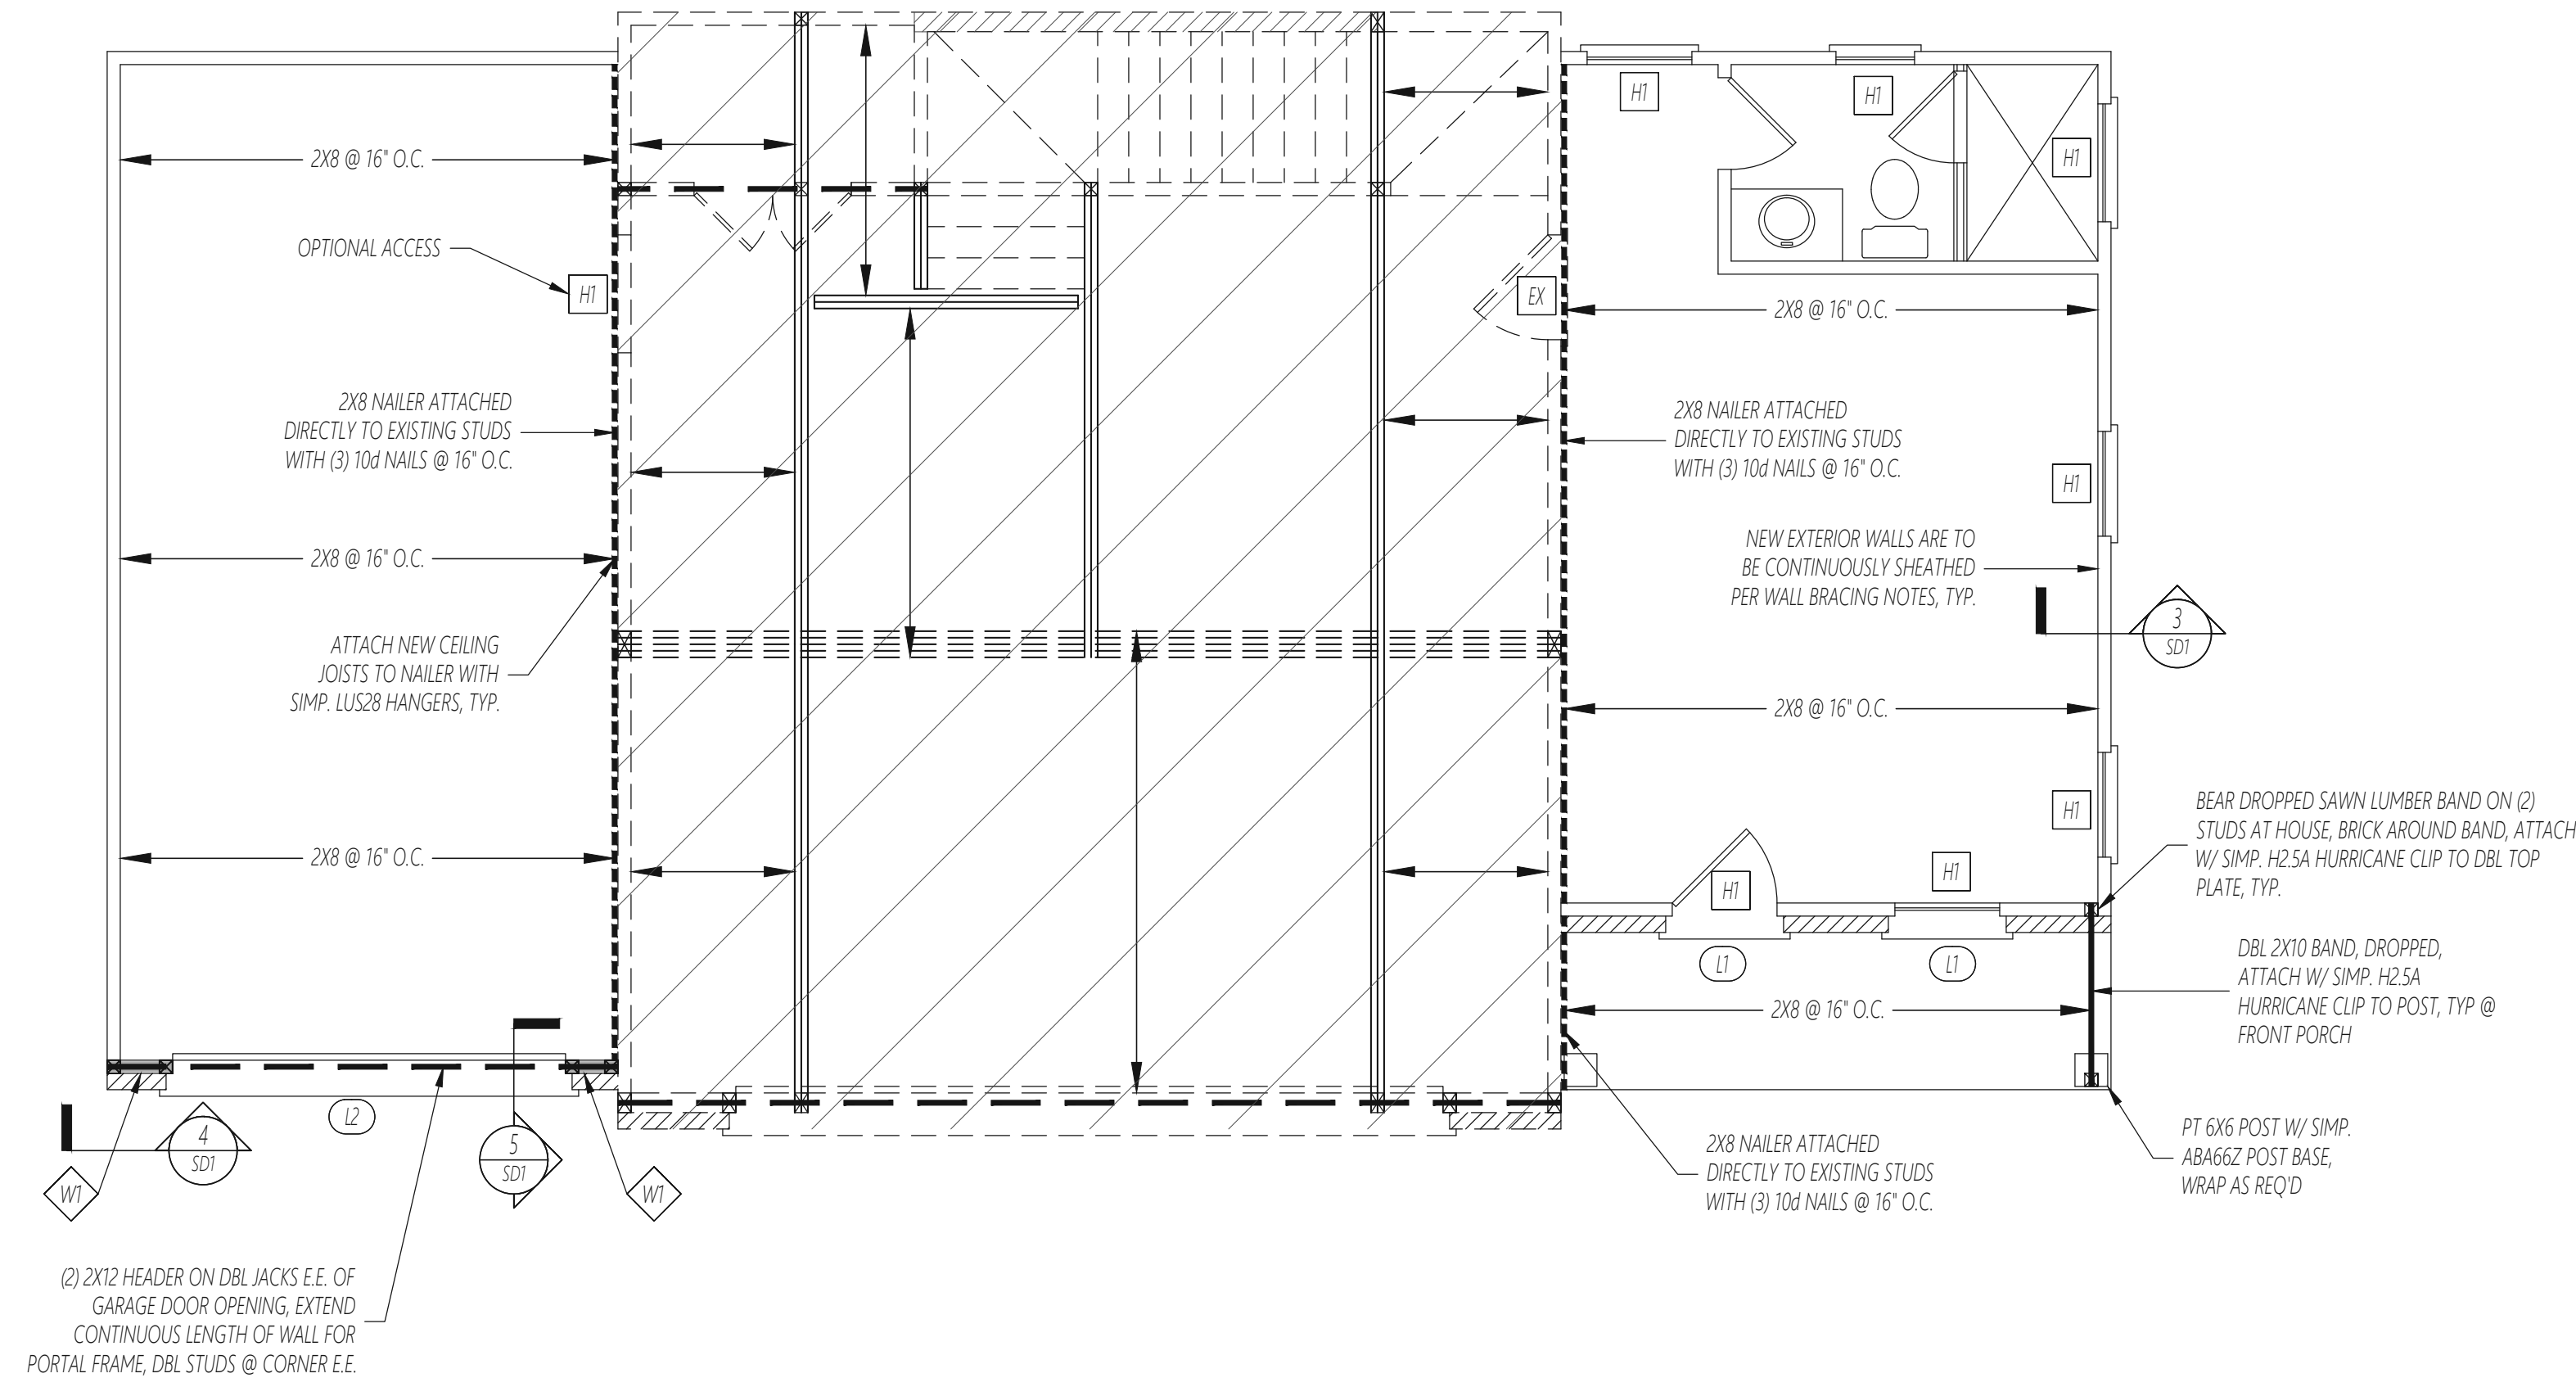 H1
H1
H1
2X8 @ 16" O.C.
OPTIONAL ACCESS
H1
EX
2X8 @ 16" O.C.
2X8 NAILER ATTACHED
DIRECTLY TO EXISTING STUDS
WITH (3) 10d NAILS @ 16" O.C.
2X8 NAILER ATTACHED
DIRECTLY TO EXISTING STUDS
WITH (3) 10d NAILS @ 16" O.C.
H1
2X8 @ 16" O.C.
NEW EXTERIOR WALLS ARE TO
BE CONTINUOUSLY SHEATHED
PER WALL BRACING NOTES, TYP.
3
SD1
ATTACH NEW CEILING
JOISTS TO NAILER WITH
SIMP. LUS28 HANGERS, TYP.
2X8 @ 16" O.C.
H1
BEAR DROPPED SAWN LUMBER BAND ON (2)
STUDS AT HOUSE, BRICK AROUND BAND, ATTACH
W/ SIMP. H2.5A HURRICANE CLIP TO DBL TOP
PLATE, TYP.
2X8 @ 16" O.C.
H1
H1
L1
L1
DBL 2X10 BAND, DROPPED,
ATTACH W/ SIMP. H2.5A
HURRICANE CLIP TO POST, TYP @
FRONT PORCH
2X8 @ 16" O.C.
L2
4
SD1
5
SD1
W1
W1
2X8 NAILER ATTACHED
DIRECTLY TO EXISTING STUDS
WITH (3) 10d NAILS @ 16" O.C.
PT 6X6 POST W/ SIMP.
ABA66Z POST BASE,
WRAP AS REQ'D
(2) 2X12 HEADER ON DBL JACKS E.E. OF
GARAGE DOOR OPENING, EXTEND
CONTINUOUS LENGTH OF WALL FOR
PORTAL FRAME, DBL STUDS @ CORNER E.E.